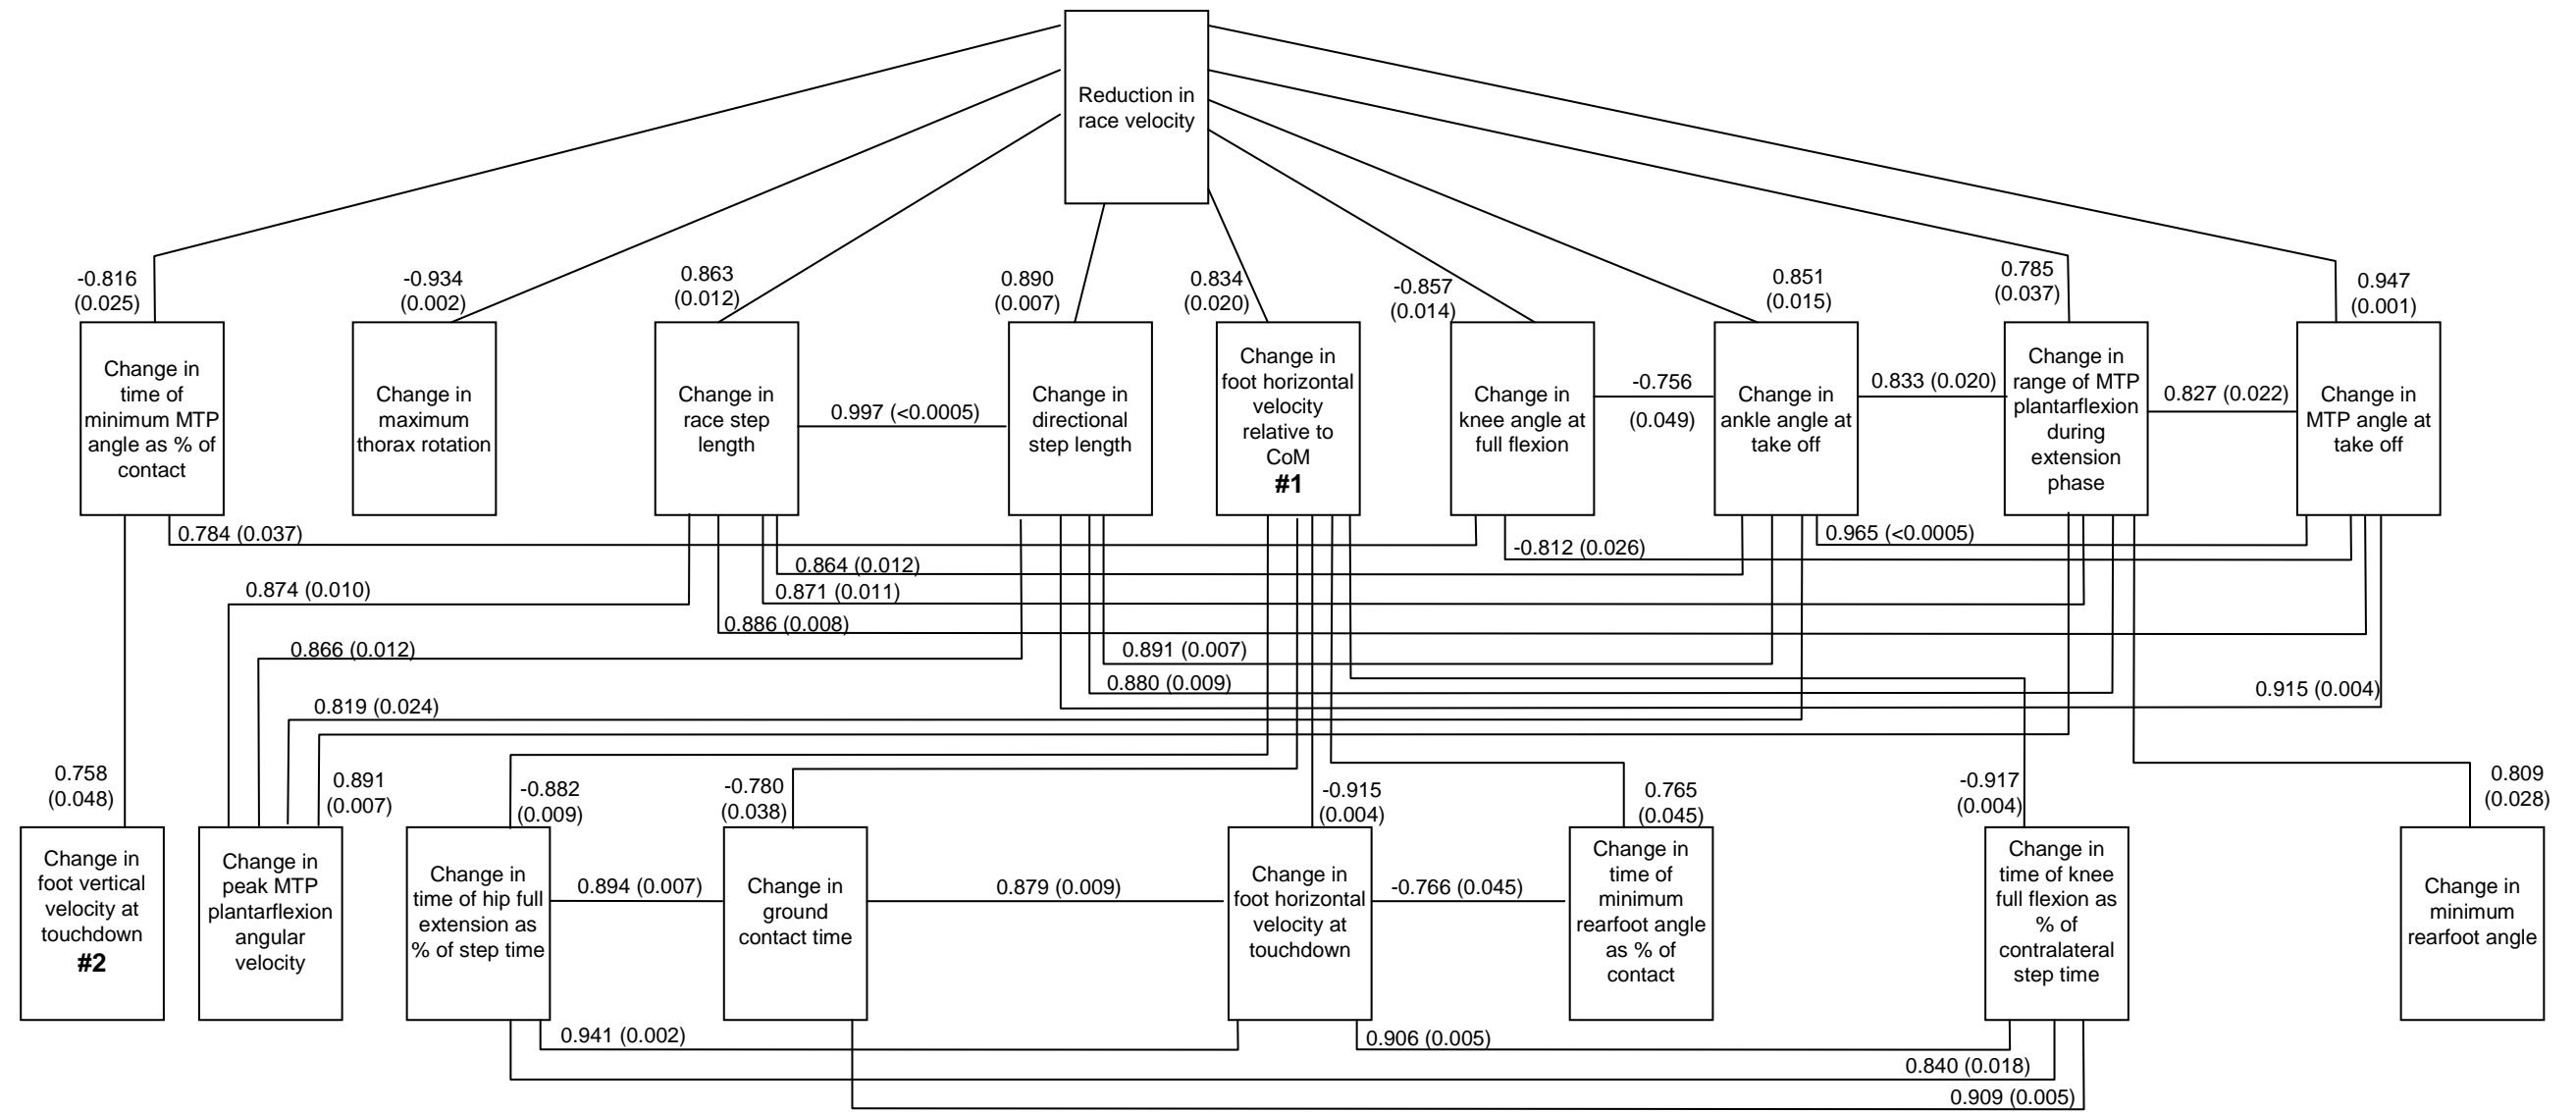 Reduction in
race velocity
-0.816
(0.025)
-0.934
(0.002)
0.863
(0.012)
0.890
(0.007)
0.834
(0.020)
-0.857
(0.014)
0.851
(0.015)
0.785
(0.037)
0.947
(0.001)
Change in
time of
minimum MTP
angle as % of
contact
Change in
maximum
thorax rotation
Change in
race step
length
0.997 (<0.0005)
Change in
directional
step length
Change in
foot horizontal
velocity
relative to
CoM
#1
Change in
knee angle at
full flexion
-0.756
(0.049)
Change in
ankle angle at
take off
0.833 (0.020)
Change in
range of MTP
plantarflexion
during
extension
phase
0.827 (0.022)
Change in
MTP angle at
take off
0.784 (0.037)
0.965 (<0.0005)
-0.812 (0.026)
0.864 (0.012)
0.874 (0.010)
0.871 (0.011)
0.886 (0.008)
0.866 (0.012)
0.891 (0.007)
0.880 (0.009)
0.915 (0.004)
0.819 (0.024)
0.758
(0.048)
0.891
(0.007)
-0.882
(0.009)
-0.780
(0.038)
-0.915
(0.004)
0.765
(0.045)
-0.917
(0.004)
0.809
(0.028)
Change in
foot vertical
velocity at
touchdown
#2
Change in
peak MTP
plantarflexion
angular
velocity
Change in
time of hip full
extension as
% of step time
0.894 (0.007)
Change in
ground
contact time
0.879 (0.009)
Change in
foot horizontal
velocity at
touchdown
-0.766 (0.045)
Change in
time of
minimum
rearfoot angle
as % of
contact
Change in
time of knee
full flexion as
% of
contralateral
step time
Change in
minimum
rearfoot angle
0.941 (0.002)
0.906 (0.005)
0.840 (0.018)
0.909 (0.005)